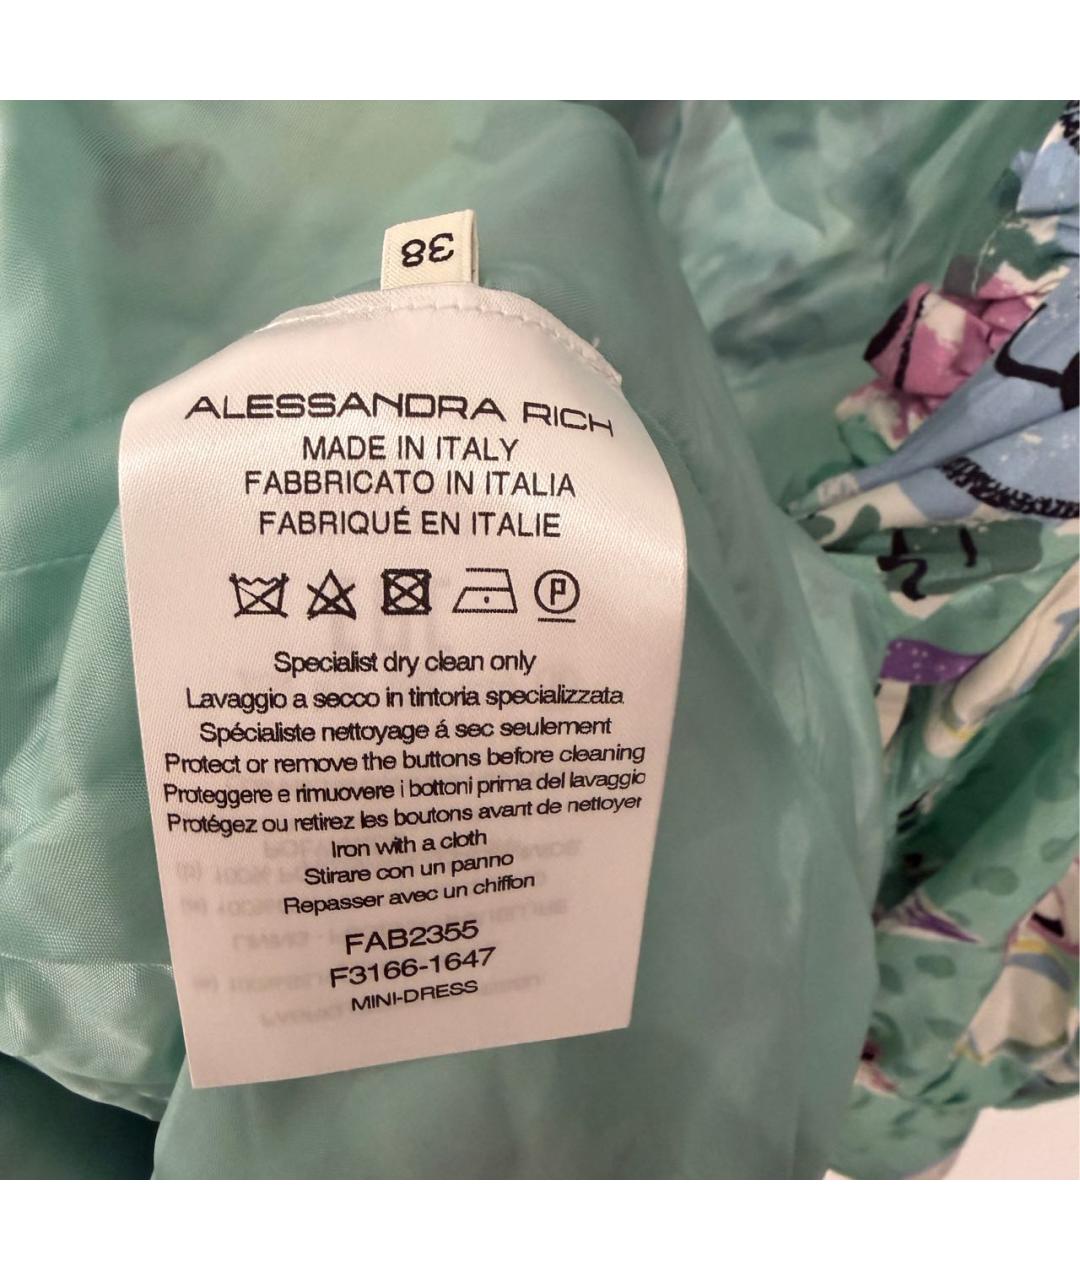 38
ALESSANDRA RICH
MADE IN ITALY
FABBRICATO IN ITALIA
FABRIQUÉ EN ITALIE
P
Specialist dry clean only
Lavaggio a secco in tintoria specializzata
Spécialiste nettoyage á sec seulement
Protect or remove the buttons before cleaning
Proteggere e rimuovere i bottoni prima del lavaggio
Protégez ou retirez les boutons avant de nettoyer
Iron with a cloth
Stirare con un panno
Repasser avec un chiffon
FAB2355
F3166-1647
MINI-DRESS